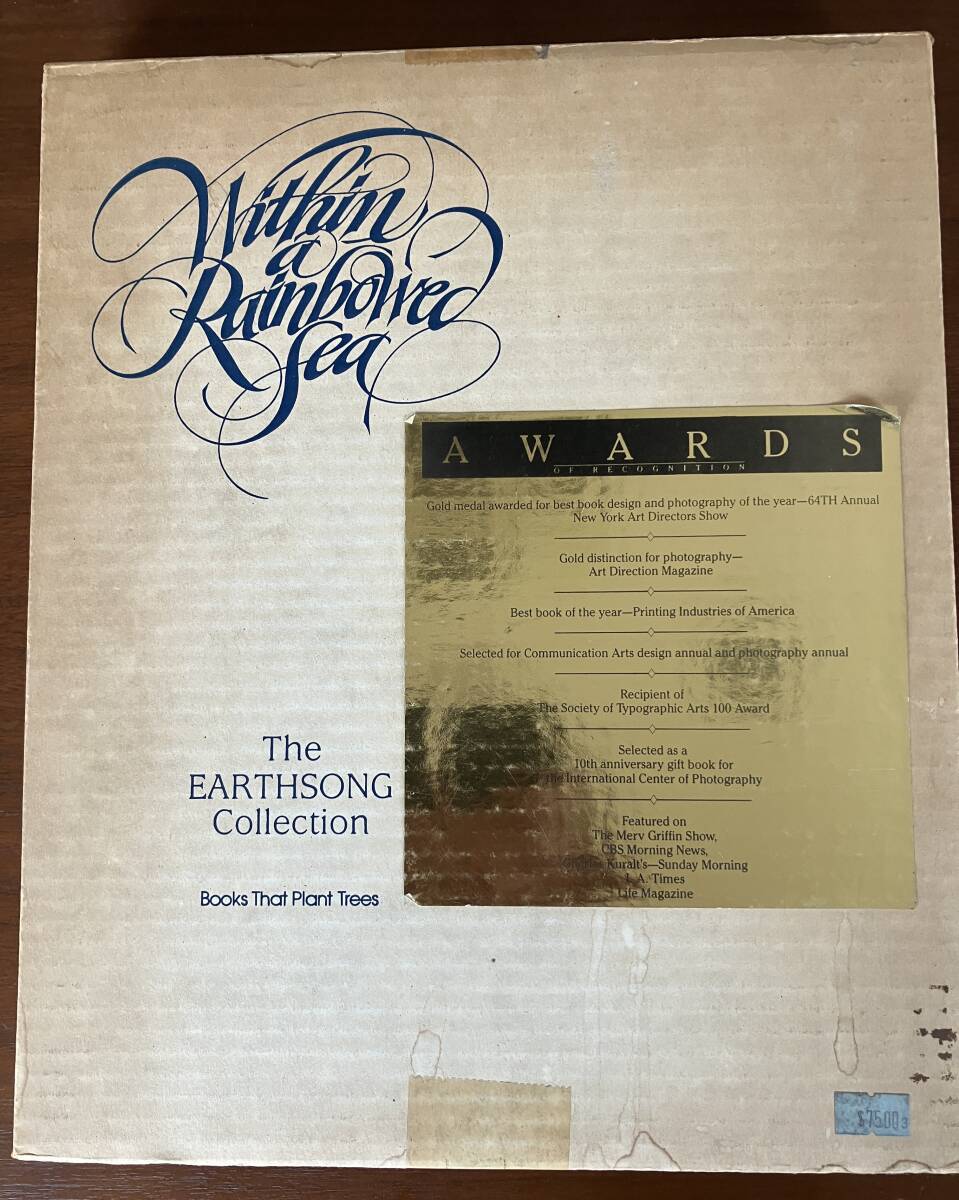 Within
a
Rainbowed
Sea
AWARDS
OF RECOGNITION
Gold medal awarded for best book design and photography of the year—64TH Annual
New York Art Directors Show
Gold distinction for photography—
Art Direction Magazine
Best book of the year—Printing Industries of America
Selected for Communication Arts design annual and photography annual
Recipient of
The Society of Typographic Arts 100 Award
Selected as a
10th anniversary gift book for
the International Center of Photography
Featured on
The Merv Griffin Show,
CBS Morning News,
Charles Kuralt's—Sunday Morning
L.A. Times
Life Magazine
The
EARTHSONG
Collection
Books That Plant Trees
$75.00 3